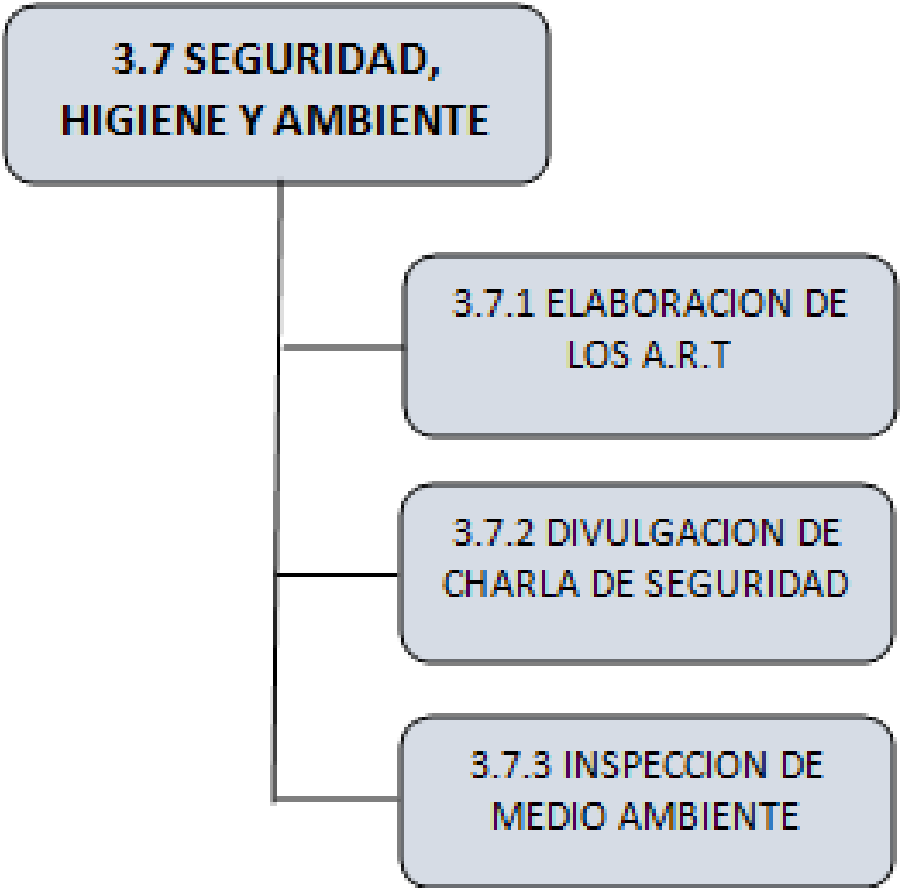 3.7 SEGURIDAD,
HIGIENE Y AMBIENTE
3.7.1 ELABORACION DE
LOS A.R.T
3.7.2 DIVULGACION DE
CHARLA DE SEGURIDAD
3.7.3 INSPECCION DE
MEDIO AMBIENTE